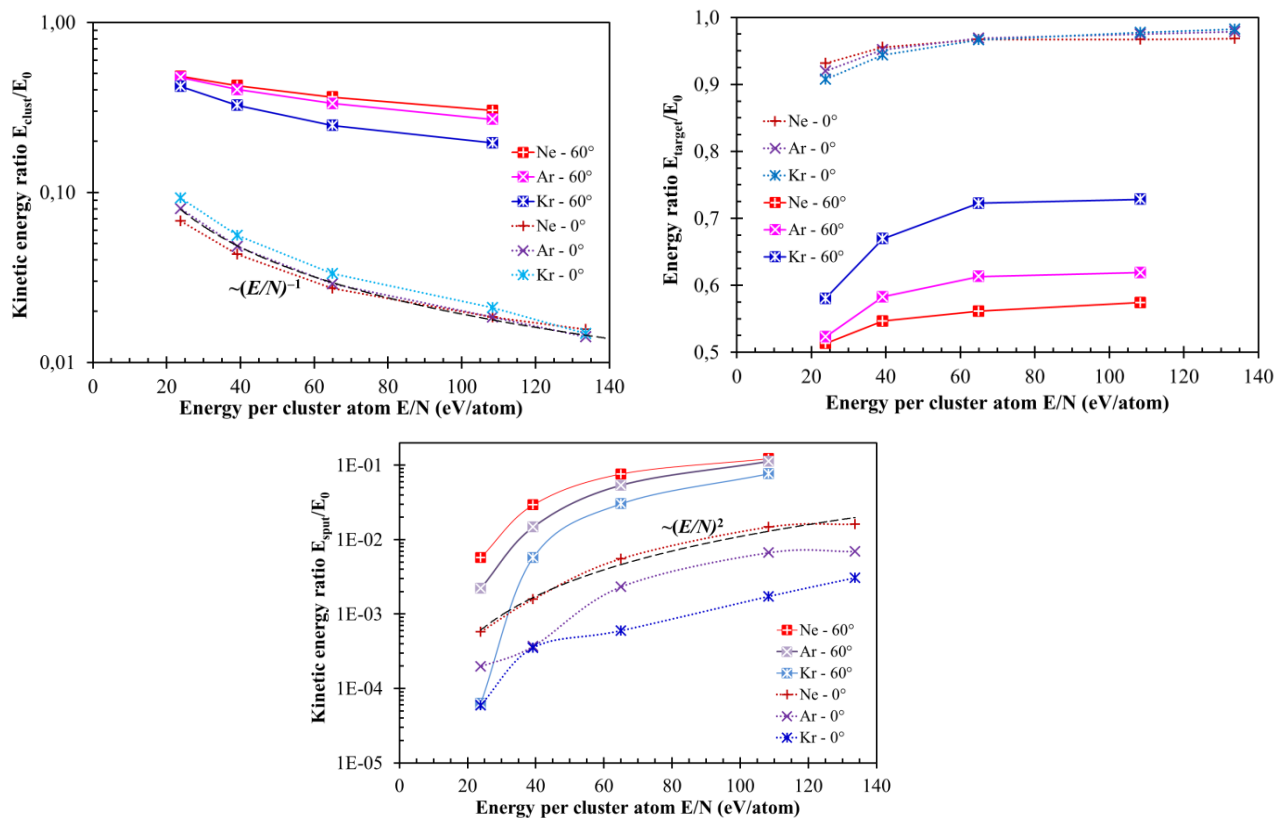 Kinetic energy ratio E_clust/E_0
1,00
0,10
0,01
Ne - 60°
Ar - 60°
Kr - 60°
Ne - 0°
Ar - 0°
Kr - 0°
~(E/N)⁻¹
0 20 40 60 80 100 120 140
Energy per cluster atom E/N (eV/atom)
Energy ratio E_target/E_0
1,0
0,9
0,8
0,7
0,6
0,5
Ne - 0°
Ar - 0°
Kr - 0°
Ne - 60°
Ar - 60°
Kr - 60°
0 20 40 60 80 100 120 140
Energy per cluster atom E/N (eV/atom)
Kinetic energy ratio E_sput/E_0
1E-01
1E-02
1E-03
1E-04
1E-05
~(E/N)²
Ne - 60°
Ar - 60°
Kr - 60°
Ne - 0°
Ar - 0°
Kr - 0°
0 20 40 60 80 100 120 140
Energy per cluster atom E/N (eV/atom)